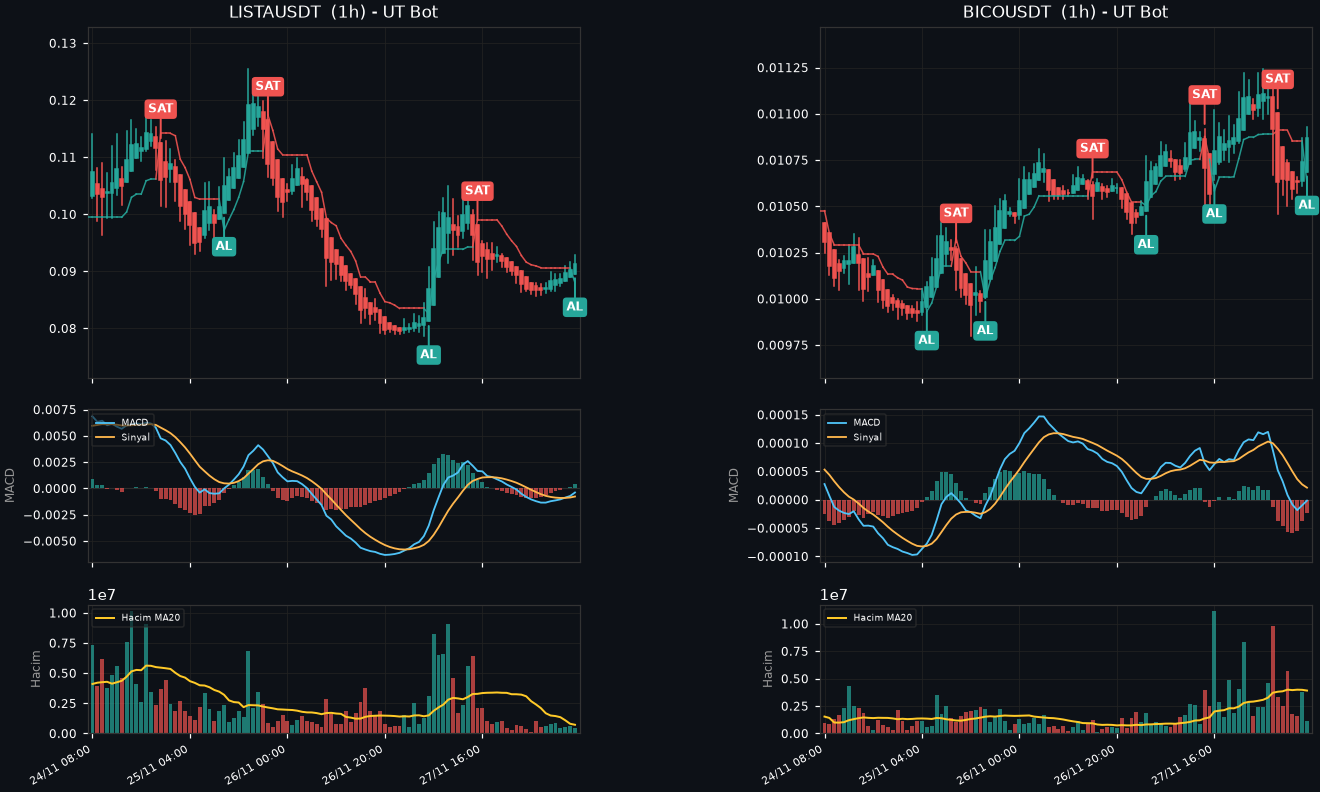 LISTAUSDT (1h) - UT Bot
0.13
0.12
0.11
0.10
0.09
0.08
SAT
SAT
SAT
AL
AL
AL
MACD
0.0075
0.0050
0.0025
0.0000
−0.0025
−0.0050
MACD
Sinyal
Hacim
1e7
1.00
0.75
0.50
0.25
0.00
Hacim MA20
24/11 08:00
25/11 04:00
26/11 00:00
26/11 20:00
27/11 16:00
BICOUSDT (1h) - UT Bot
0.01125
0.01100
0.01075
0.01050
0.01025
0.01000
0.00975
SAT
SAT
SAT
SAT
AL
AL
AL
AL
AL
MACD
0.00015
0.00010
0.00005
0.00000
−0.00005
−0.00010
MACD
Sinyal
Hacim
1e7
1.00
0.75
0.50
0.25
0.00
Hacim MA20
24/11 08:00
25/11 04:00
26/11 00:00
26/11 20:00
27/11 16:00